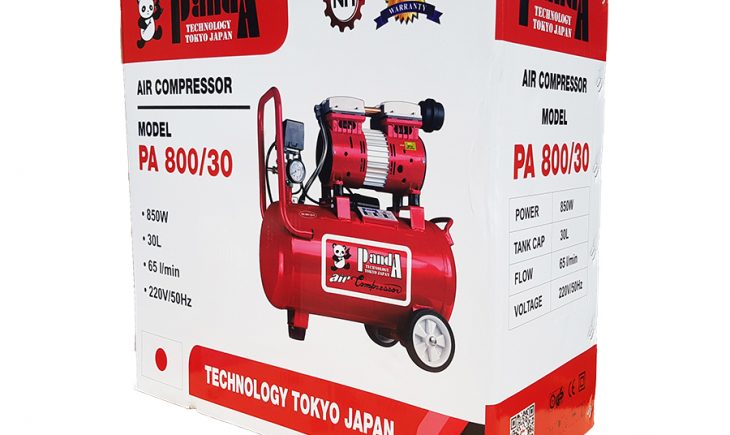 Panda
TECHNOLOGY
TOKYO JAPAN
AIR COMPRESSOR
MODEL
PA 800/30
• 850W
• 30L
• 65 l/min
• 220V/50Hz
TECHNOLOGY TOKYO JAPAN
NH
WARRANTY
PandA
TECHNOLOGY
TOKYO JAPAN
air Compressor
PandA
TECHNOLOGY
TOKYO JAPAN
AIR COMPRESSOR
MODEL
PA 800/30
POWER 850W
TANK CAP 30L
FLOW 65 l/min
VOLTAGE 220V/50Hz
CE